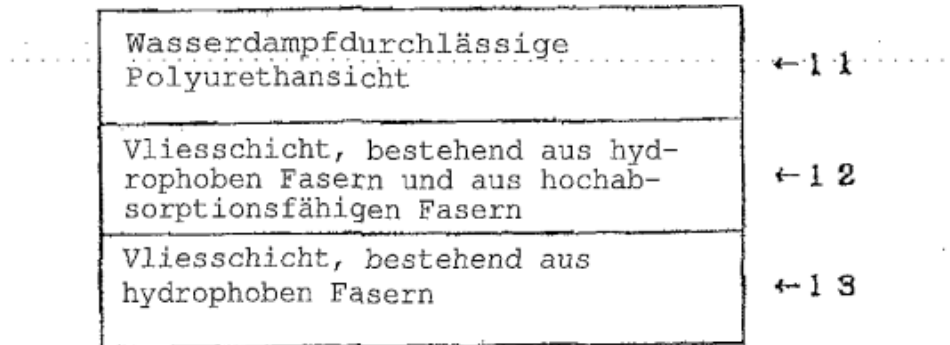 Wasserdampfdurchlässige
Polyurethansicht
←11
Vliesschicht, bestehend aus hyd-
rophoben Fasern und aus hochab-
sorptionsfähigen Fasern
←12
Vliesschicht, bestehend aus
hydrophoben Fasern
←13